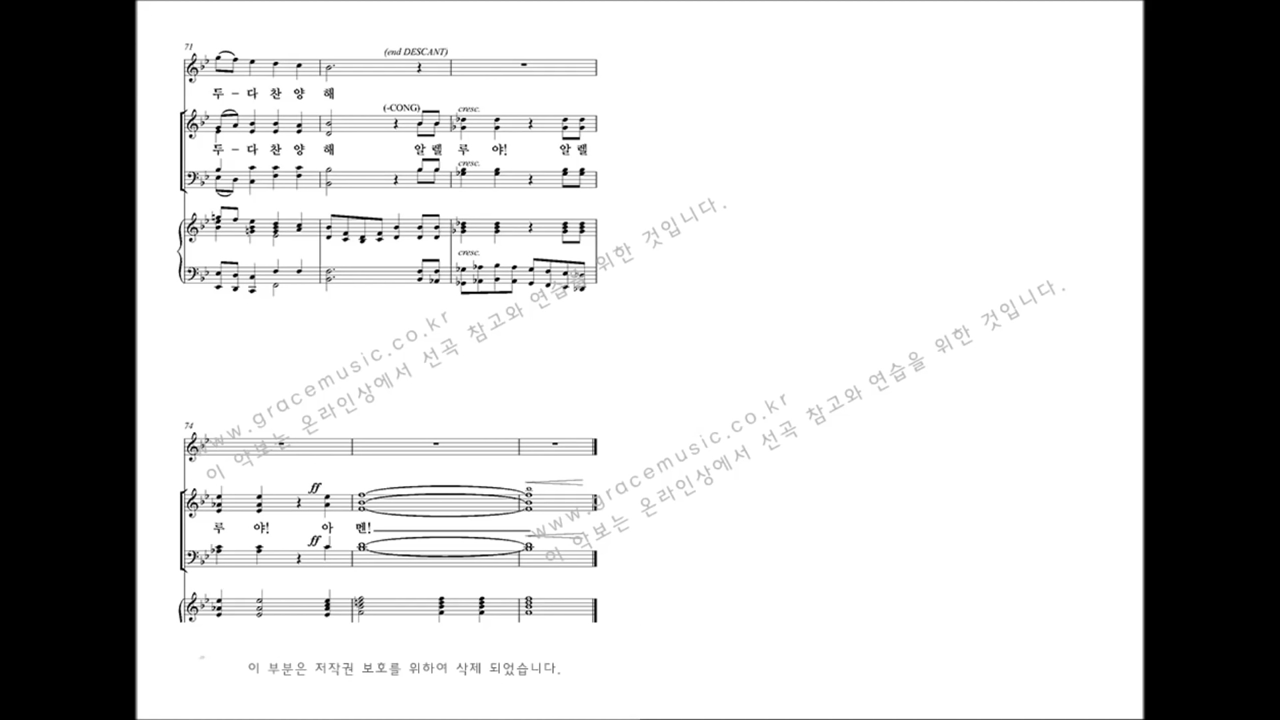 71
(end DESCANT)
두 - 다 찬 양 해
(-CONG)
cresc.
두 - 다 찬 양 해 알 렐 루 야! 알 렐
cresc.
cresc.
74
ff
루 야! 아 멘!
ff
www.gracemusic.co.kr
이 악보는 온라인상에서 선곡 참고와 연습을 위한 것입니다.
www.gracemusic.co.kr
이 악보는 온라인상에서 선곡 참고와 연습을 위한 것입니다.
이 부분은 저작권 보호를 위하여 삭제 되었습니다.